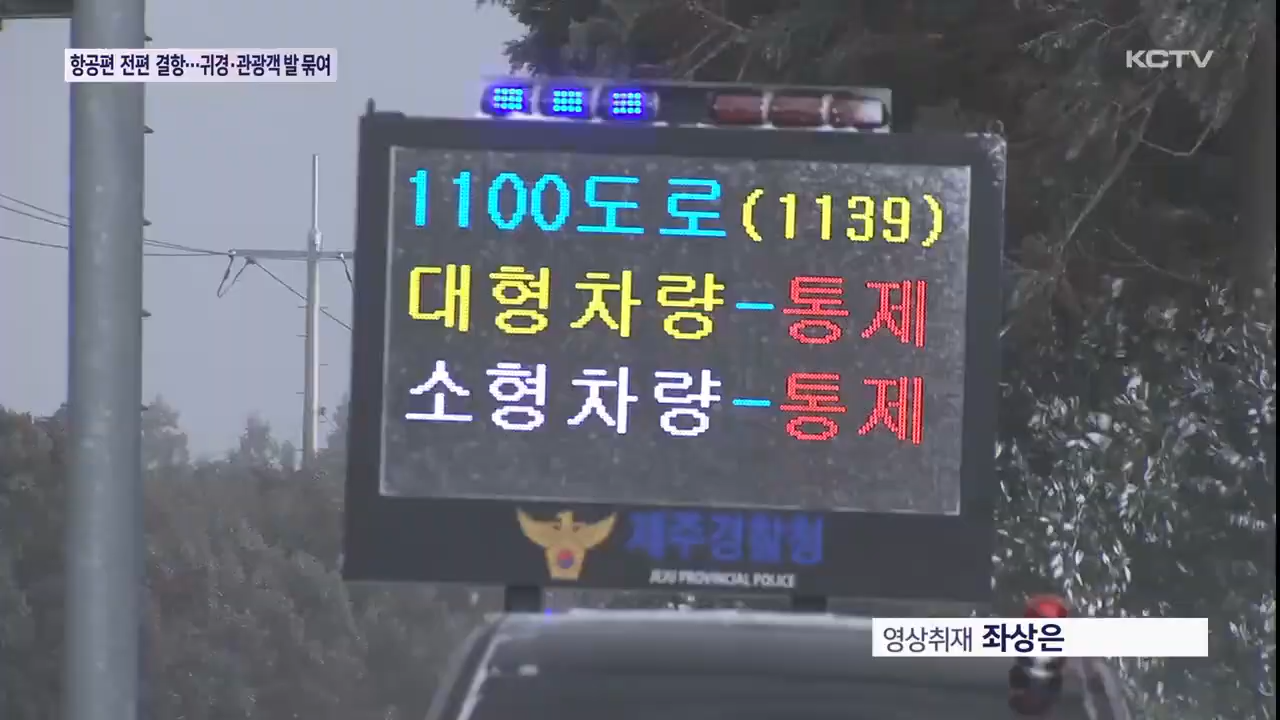 항공편 전편 결항…귀경·관광객 발 묶여
KCTV
1100도로(1139)
대형차량-통제
소형차량-통제
제주경찰청
JEJU PROVINCIAL POLICE
영상취재 좌상은